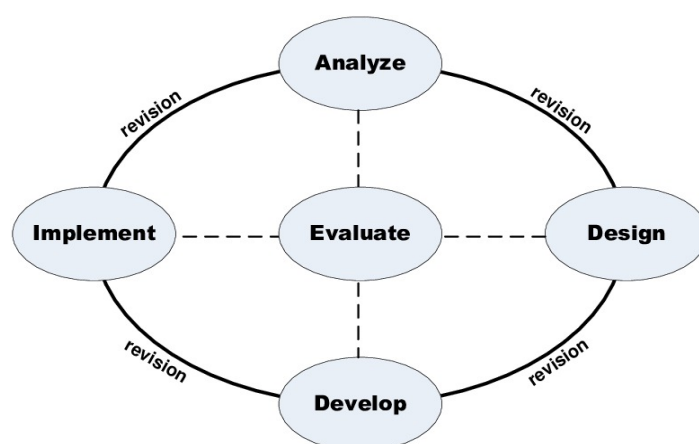 Analyze
revision
revision
Implement
Evaluate
Design
revision
revision
Develop